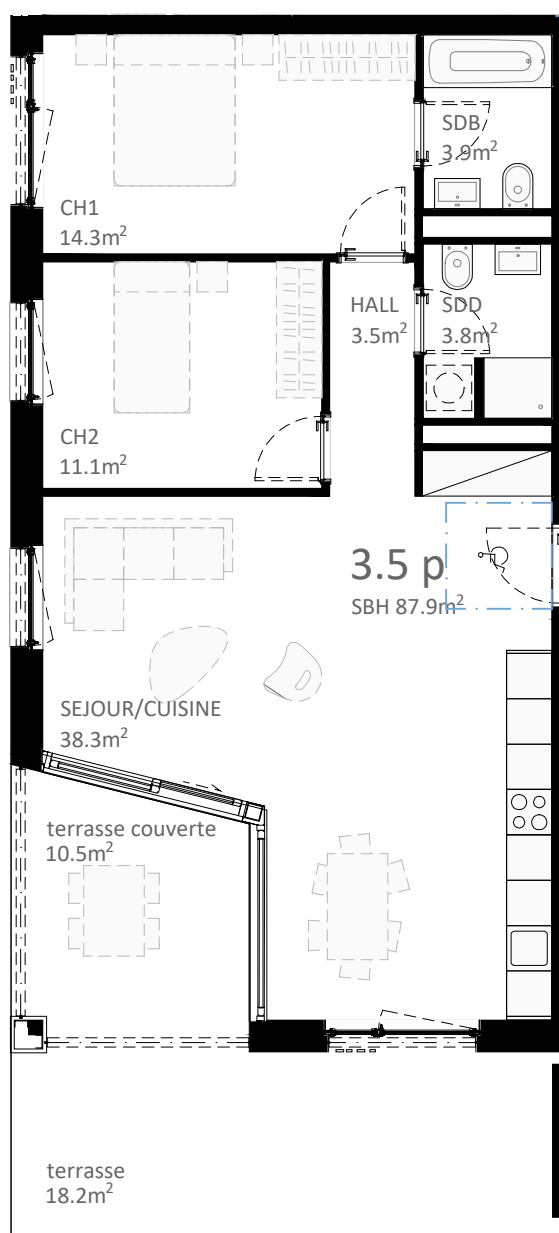 SDB
3.9m²
CH1
14.3m²
HALL
3.5m²
SDD
3.8m²
CH2
11.1m²
3.5 p
SBH 87.9m²
SEJOUR/CUISINE
38.3m²
terrasse couverte
10.5m²
terrasse
18.2m²